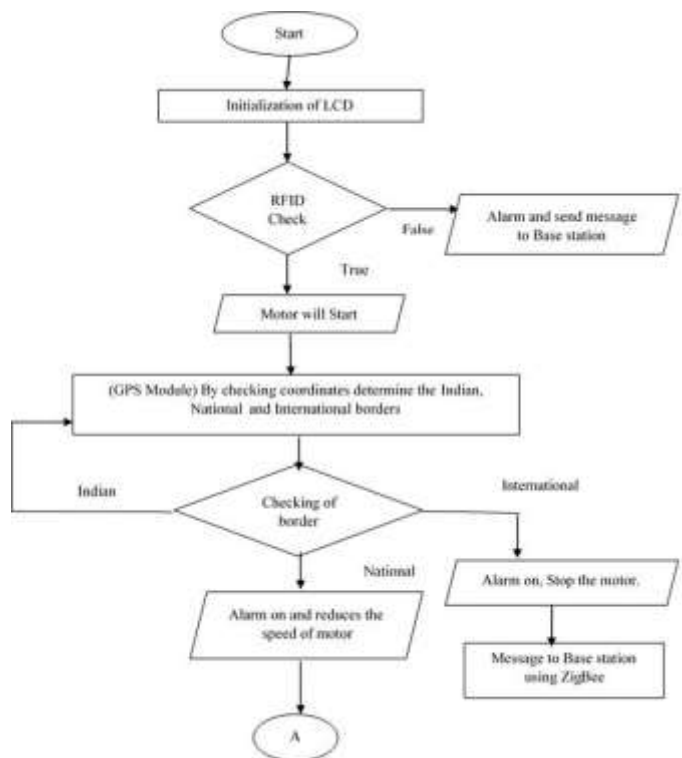 Start
Initialization of LCD
RFID
Check
False
Alarm and send message
to Base station
True
Motor will Start
(GPS Module) By checking coordinates determine the Indian,
National and International borders
Indian
Checking of
border
International
National
Alarm on and reduces the
speed of motor
Alarm on, Stop the motor.
Message to Base station
using ZigBee
A